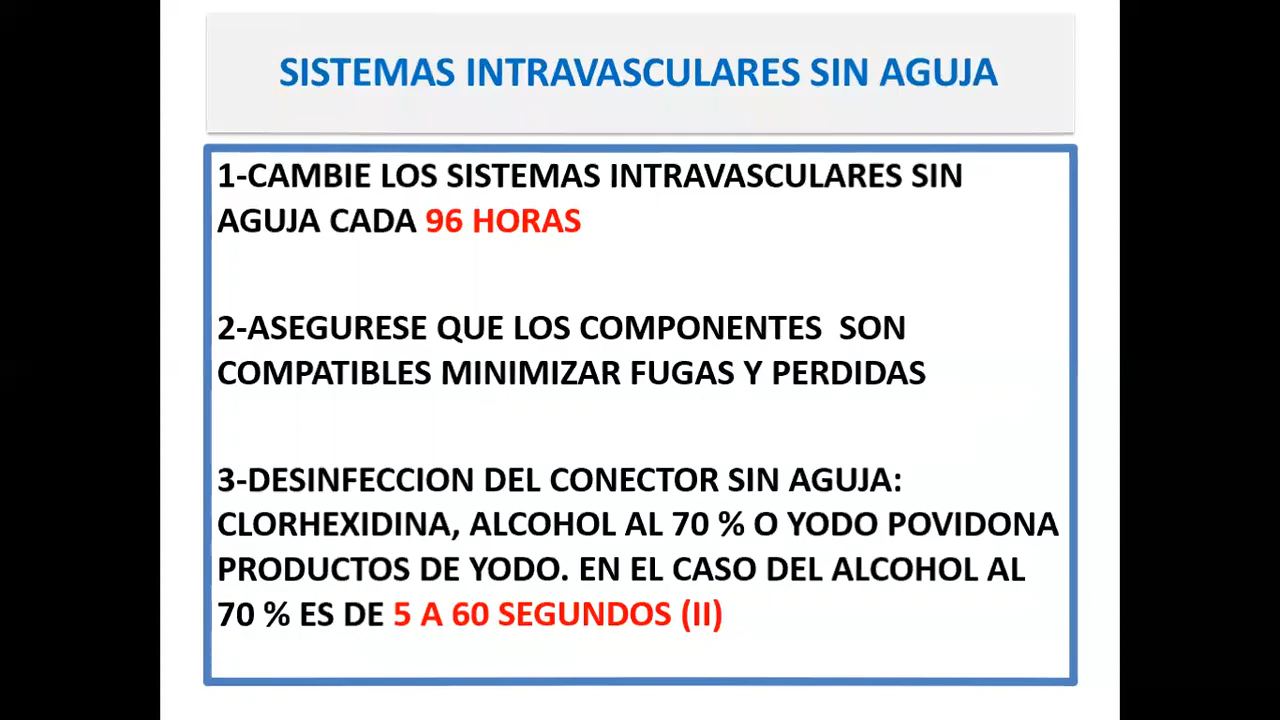 SISTEMAS INTRAVASCULARES SIN AGUJA
1-CAMBIE LOS SISTEMAS INTRAVASCULARES SIN
AGUJA CADA 96 HORAS
2-ASEGURESE QUE LOS COMPONENTES  SON
COMPATIBLES MINIMIZAR FUGAS Y PERDIDAS
3-DESINFECCION DEL CONECTOR SIN AGUJA:
CLORHEXIDINA, ALCOHOL AL 70 % O YODO POVIDONA
PRODUCTOS DE YODO. EN EL CASO DEL ALCOHOL AL
70 % ES DE 5 A 60 SEGUNDOS (II)